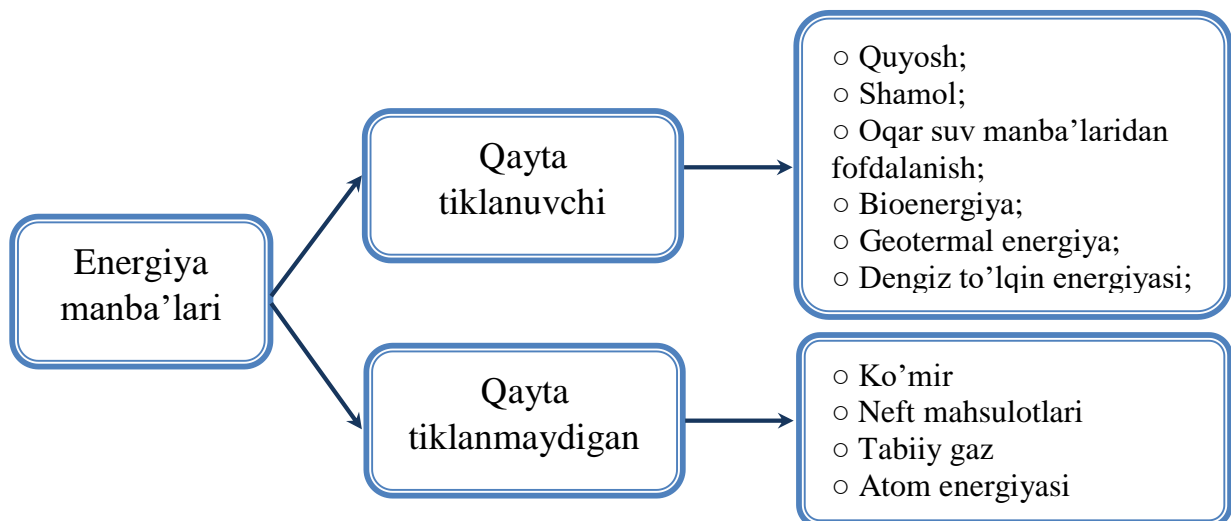 Energiya
manba’lari
Qayta
tiklanuvchi
○ Quyosh;
○ Shamol;
○ Oqar suv manba’laridan
fofdalanish;
○ Bioenergiya;
○ Geotermal energiya;
○ Dengiz to’lqin energiyasi;
Qayta
tiklanmaydigan
○ Ko’mir
○ Neft mahsulotlari
○ Tabiiy gaz
○ Atom energiyasi